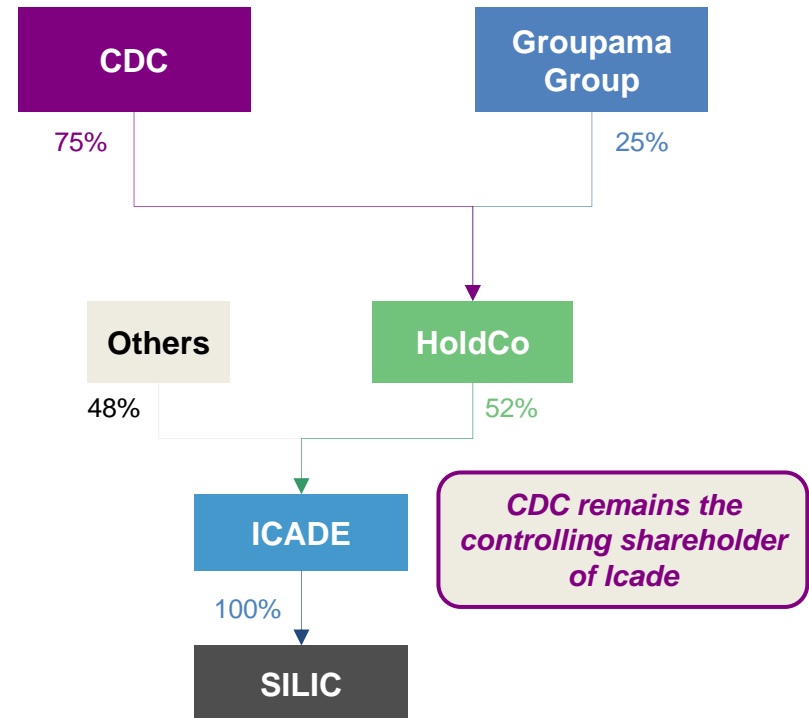 CDC
Groupama
Group
75%
25%
Others
HoldCo
48%
52%
ICADE
CDC remains the
controlling shareholder
of Icade
100%
SILIC